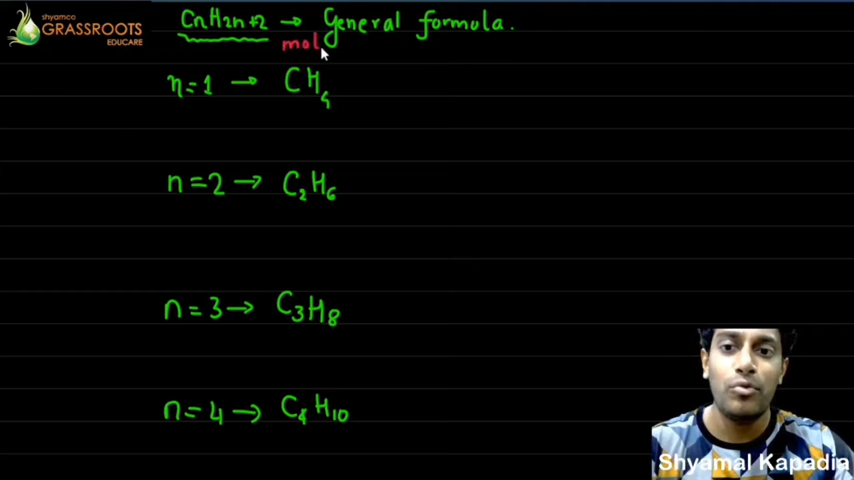 shyamco
GRASSROOTS
EDUCARE
CnH2n+2 → General formula.
mol
n=1 → CH4
n=2 → C2H6
n=3 → C3H8
n=4 → C4H10
Shyamal Kapadia